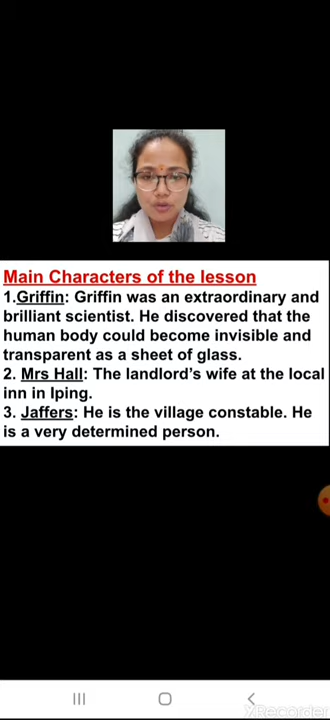 Main Characters of the lesson
1.Griffin: Griffin was an extraordinary and
brilliant scientist. He discovered that the
human body could become invisible and
transparent as a sheet of glass.
2. Mrs Hall: The landlord's wife at the local
inn in Iping.
3. Jaffers: He is the village constable. He
is a very determined person.
XRecorder